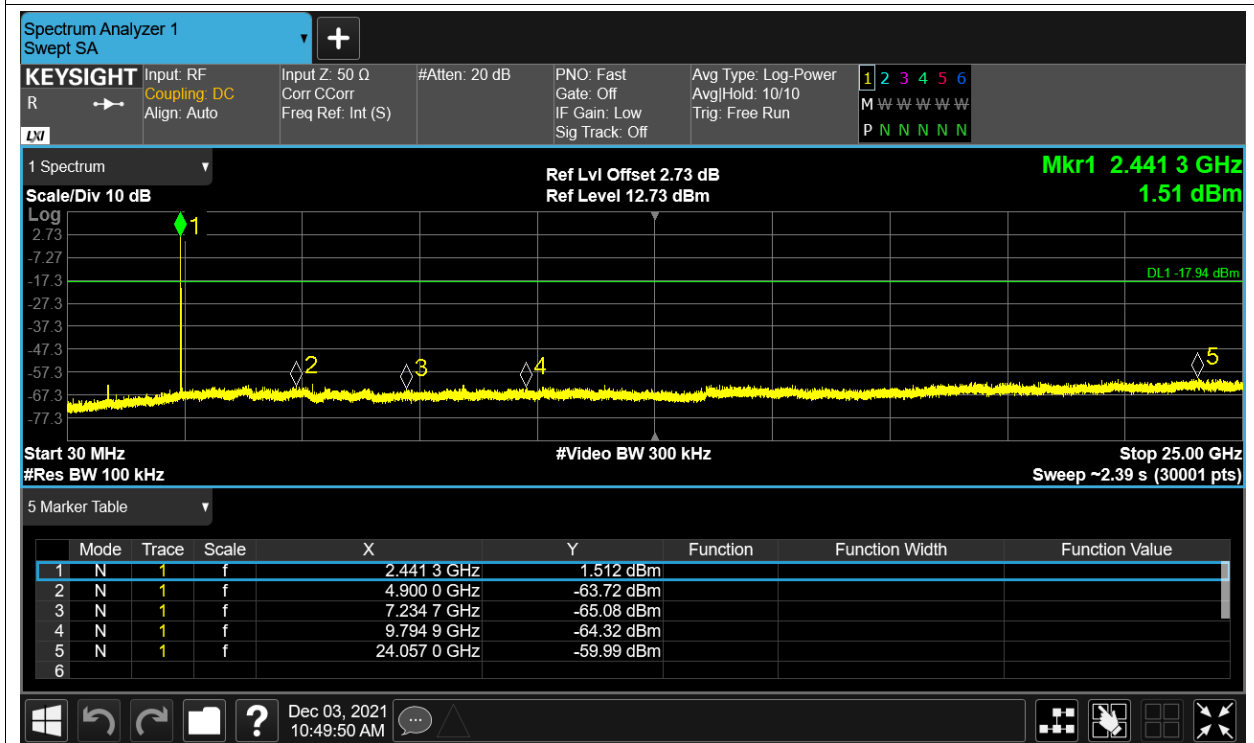 Spectrum Analyzer 1
Swept SA
+
KEYSIGHT Input: RF Input Z: 50 Ω #Atten: 20 dB PNO: Fast Avg Type: Log-Power 1 2 3 4 5 6
R Coupling: DC Corr CCorr Gate: Off Avg|Hold: 10/10 M W W W W W W
Align: Auto Freq Ref: Int (S) IF Gain: Low Trig: Free Run
LXI Sig Track: Off P N N N N N
1 Spectrum Ref Lvl Offset 2.73 dB Mkr1 2.441 3 GHz
Scale/Div 10 dB Ref Level 12.73 dBm 1.51 dBm
Log
1
2.73
-7.27
-17.3 DL1 -17.94 dBm
-27.3
-37.3
-47.3
2 3 4 5
-57.3
-67.3
-77.3
Start 30 MHz #Video BW 300 kHz Stop 25.00 GHz
#Res BW 100 kHz Sweep ~2.39 s (30001 pts)
5 Marker Table
Mode Trace Scale X Y Function Function Width Function Value
1 N 1 f 2.441 3 GHz 1.512 dBm
2 N 1 f 4.900 0 GHz -63.72 dBm
3 N 1 f 7.234 7 GHz -65.08 dBm
4 N 1 f 9.794 9 GHz -64.32 dBm
5 N 1 f 24.057 0 GHz -59.99 dBm
6
? Dec 03, 2021
10:49:50 AM